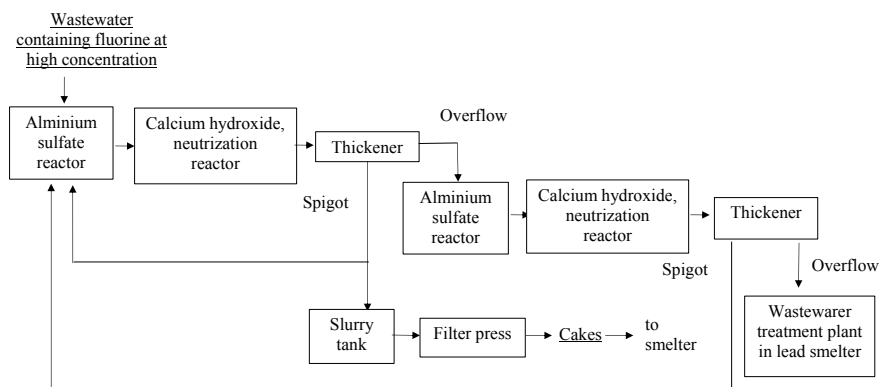 Wastewater
containing fluorine at
high concentration
Alminium
sulfate
reactor
Calcium hydroxide,
neutrization
reactor
Thickener
Overflow
Spigot
Alminium
sulfate
reactor
Calcium hydroxide,
neutrization
reactor
Thickener
Spigot
Overflow
Wastewarer
treatment plant
in lead smelter
Slurry
tank
Filter press
Cakes
to
smelter